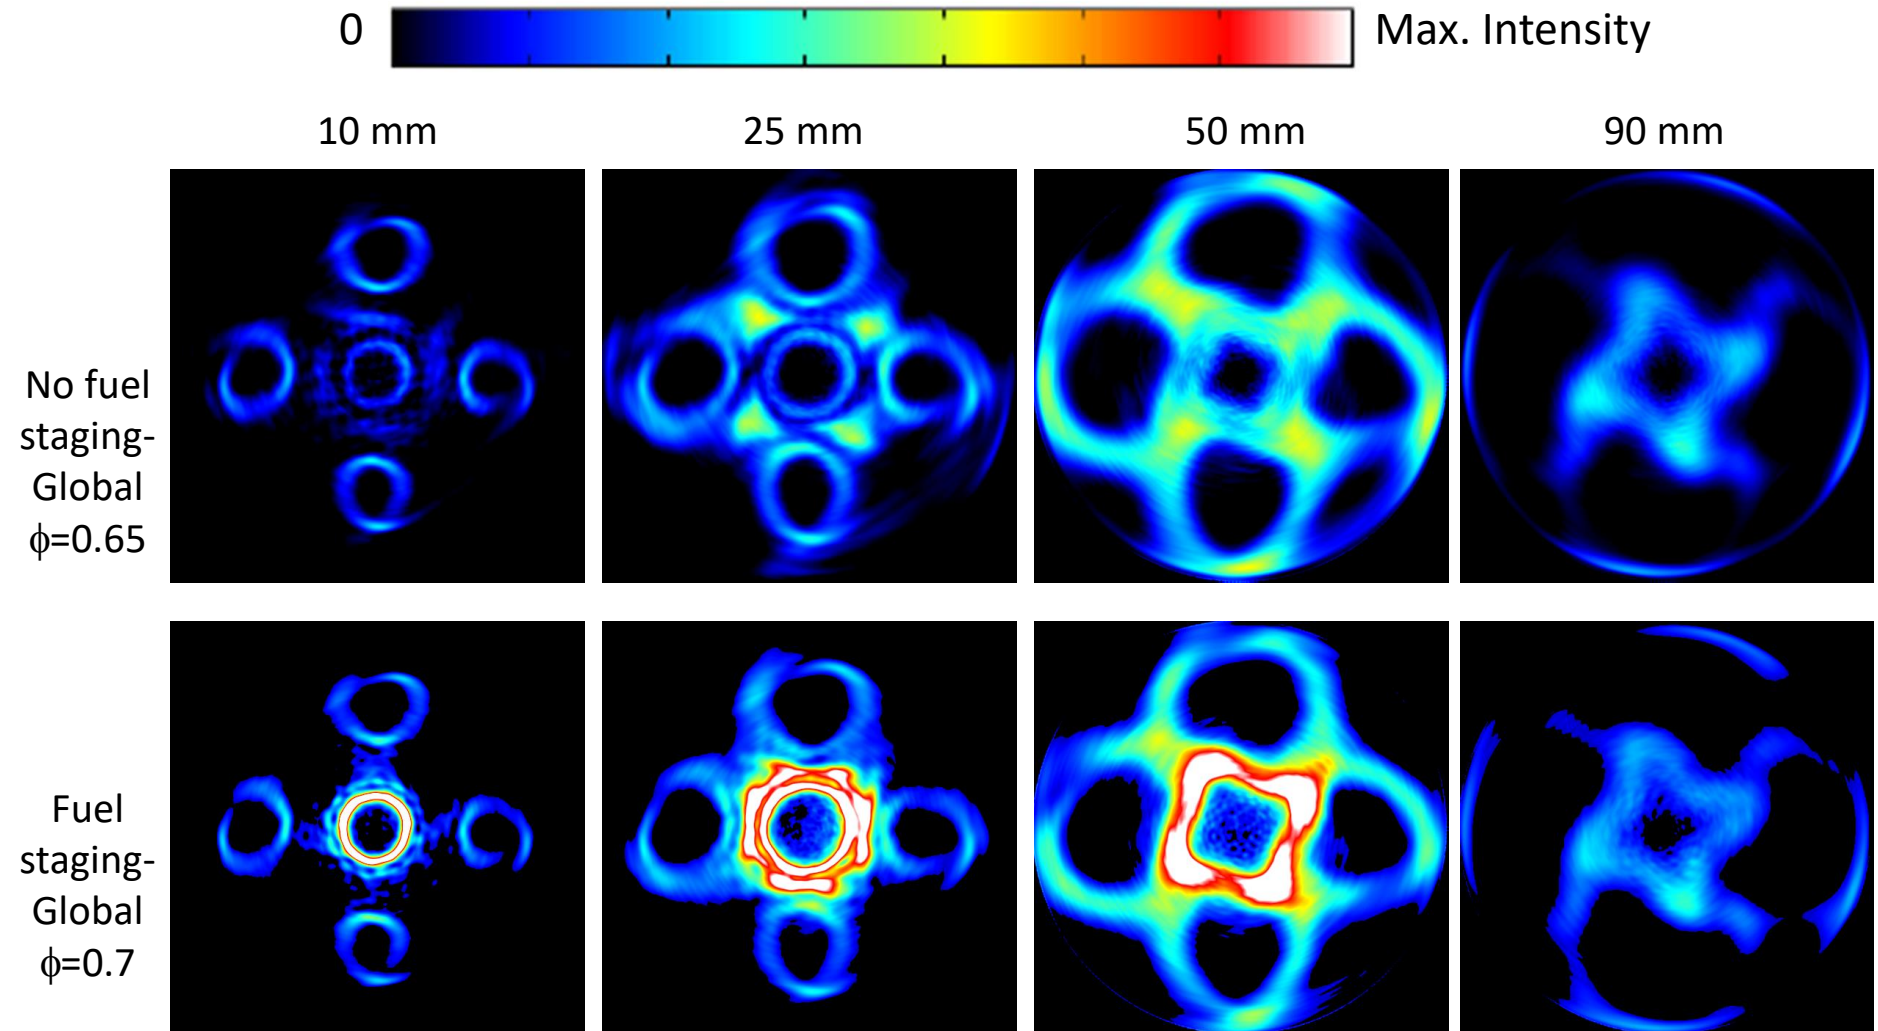 0 Max. Intensity
10 mm 25 mm 50 mm 90 mm
No fuel
staging-
Global
ϕ=0.65
Fuel
staging-
Global
ϕ=0.7